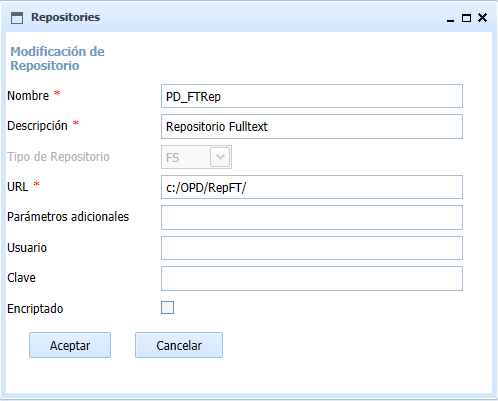 Repositories
Modificación de
Repositorio
Nombre * PD_FTRep
Descripción * Repositorio Fulltext
Tipo de Repositorio FS
URL * c:/OPD/RepFT/
Parámetros adicionales
Usuario
Clave
Encriptado
Aceptar Cancelar